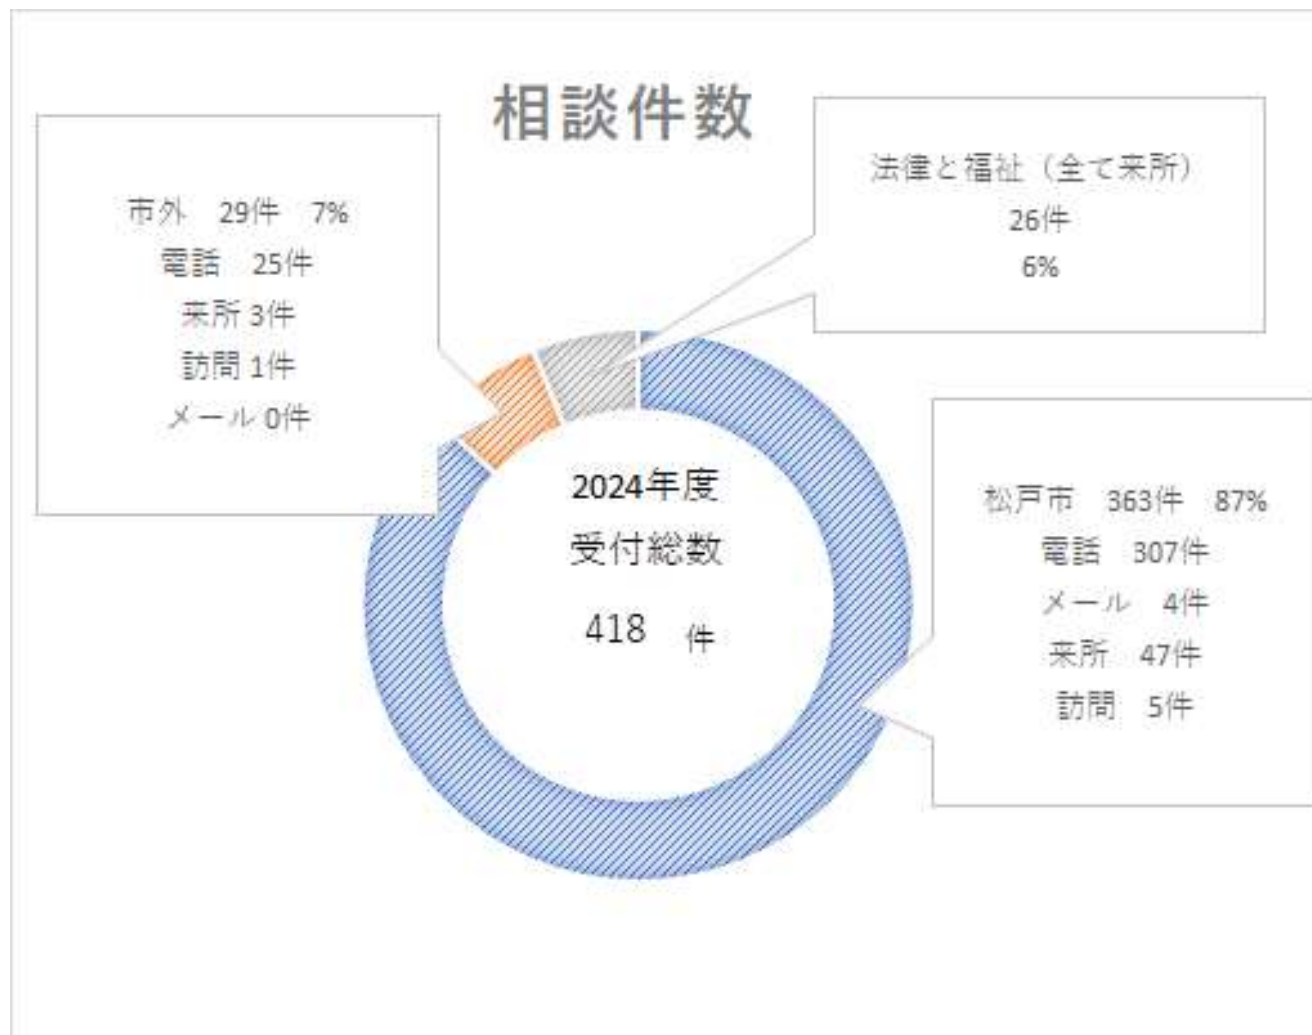 相談件数
市外　29件　7%
電話　25件
来所 3件
訪問 1件
メール 0件
法律と福祉（全て来所）
26件
6%
2024年度
受付総数
418　件
松戸市　363件　87%
電話　307件
メール　4件
来所　47件
訪問　5件